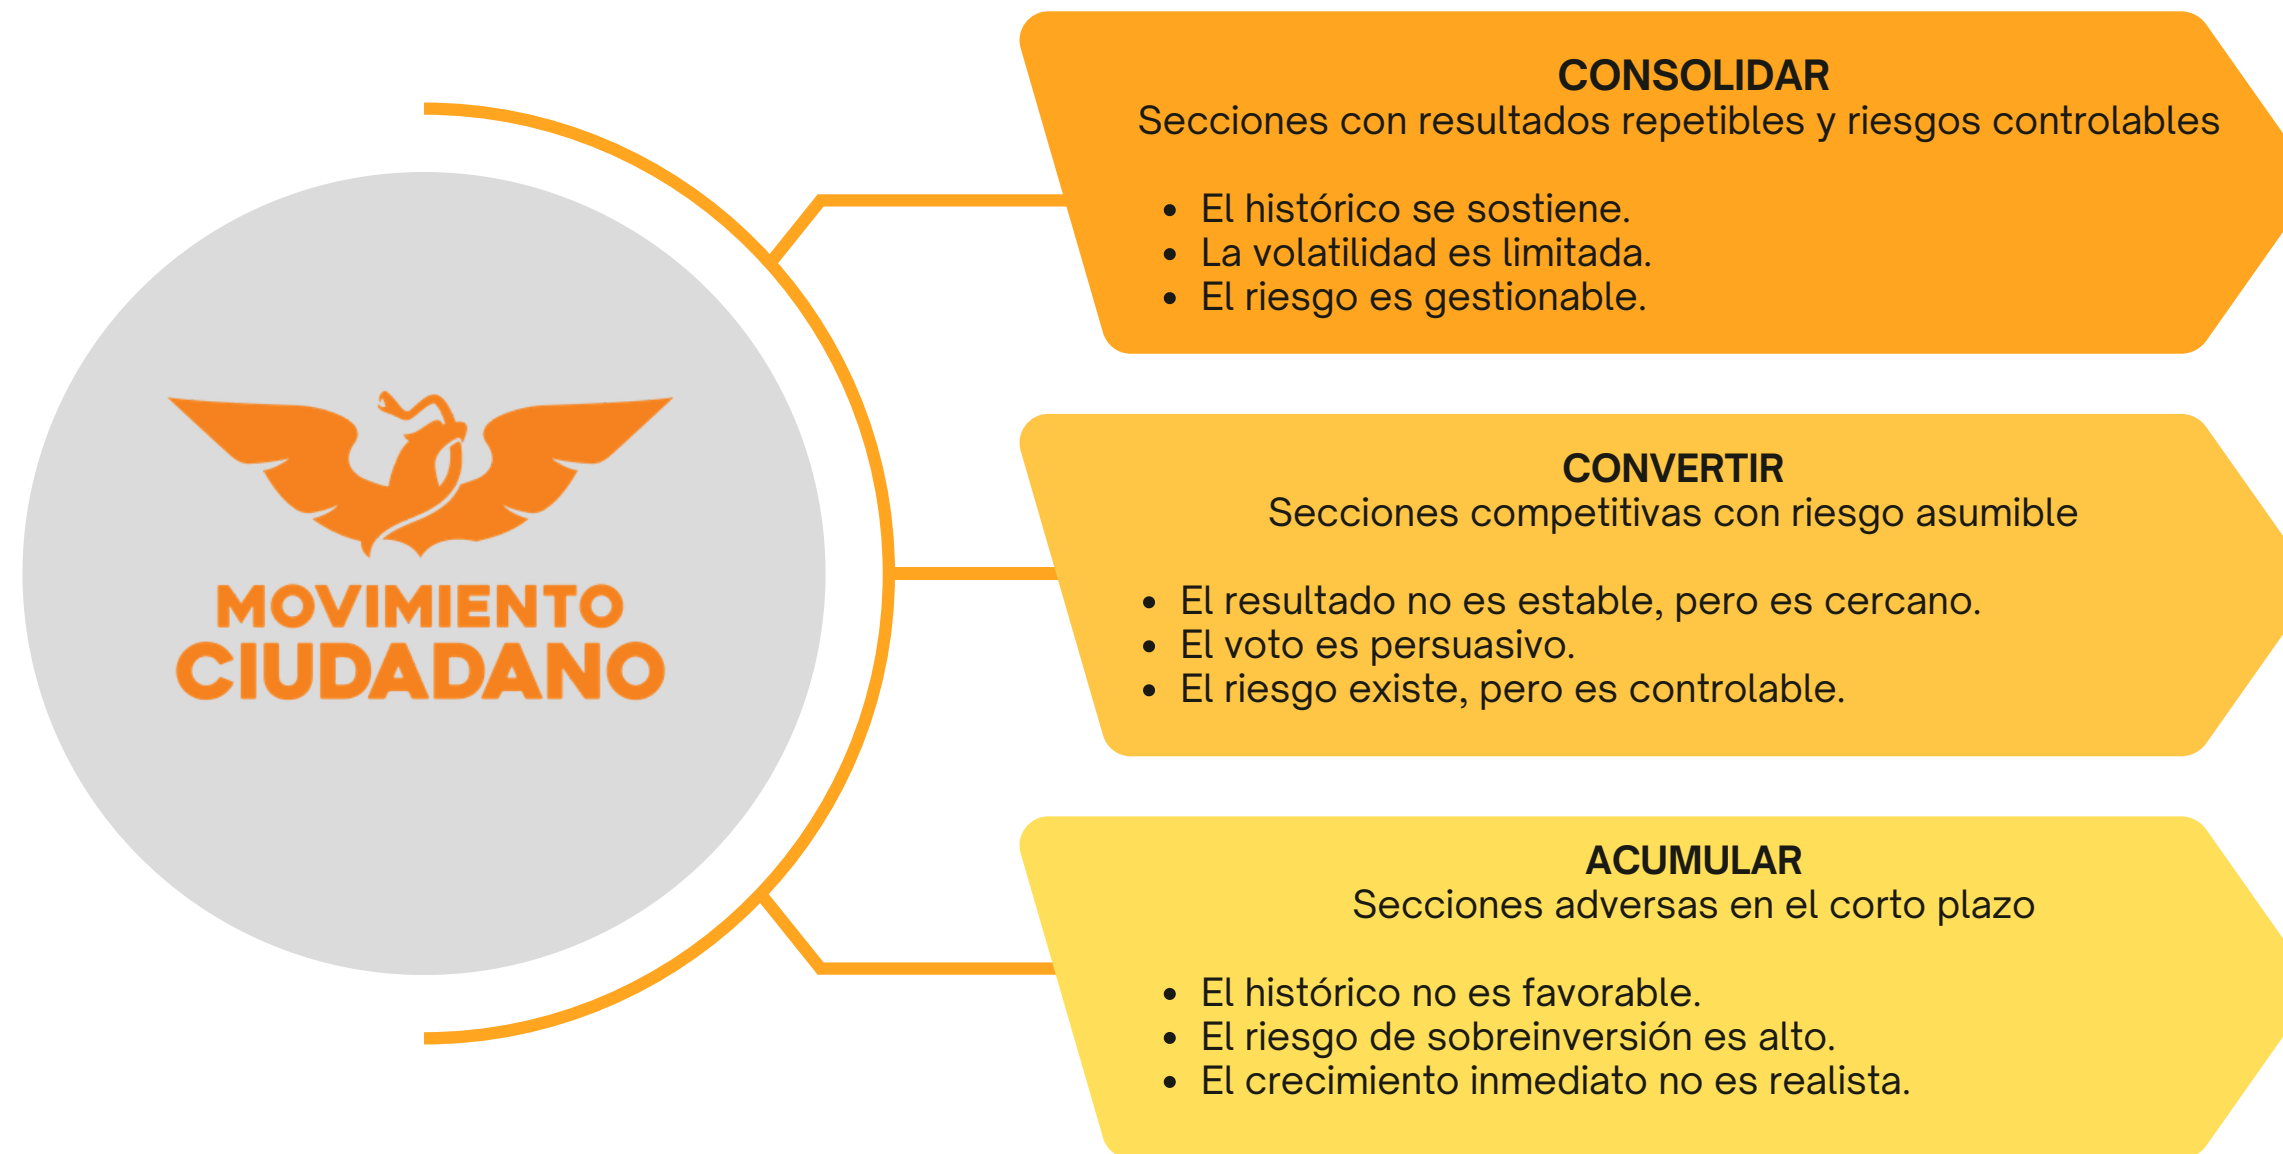 MOVIMIENTO
CIUDADANO
CONSOLIDAR
Secciones con resultados repetibles y riesgos controlables
• El histórico se sostiene.
• La volatilidad es limitada.
• El riesgo es gestionable.
CONVERTIR
Secciones competitivas con riesgo asumible
• El resultado no es estable, pero es cercano.
• El voto es persuasivo.
• El riesgo existe, pero es controlable.
ACUMULAR
Secciones adversas en el corto plazo
• El histórico no es favorable.
• El riesgo de sobreinversión es alto.
• El crecimiento inmediato no es realista.